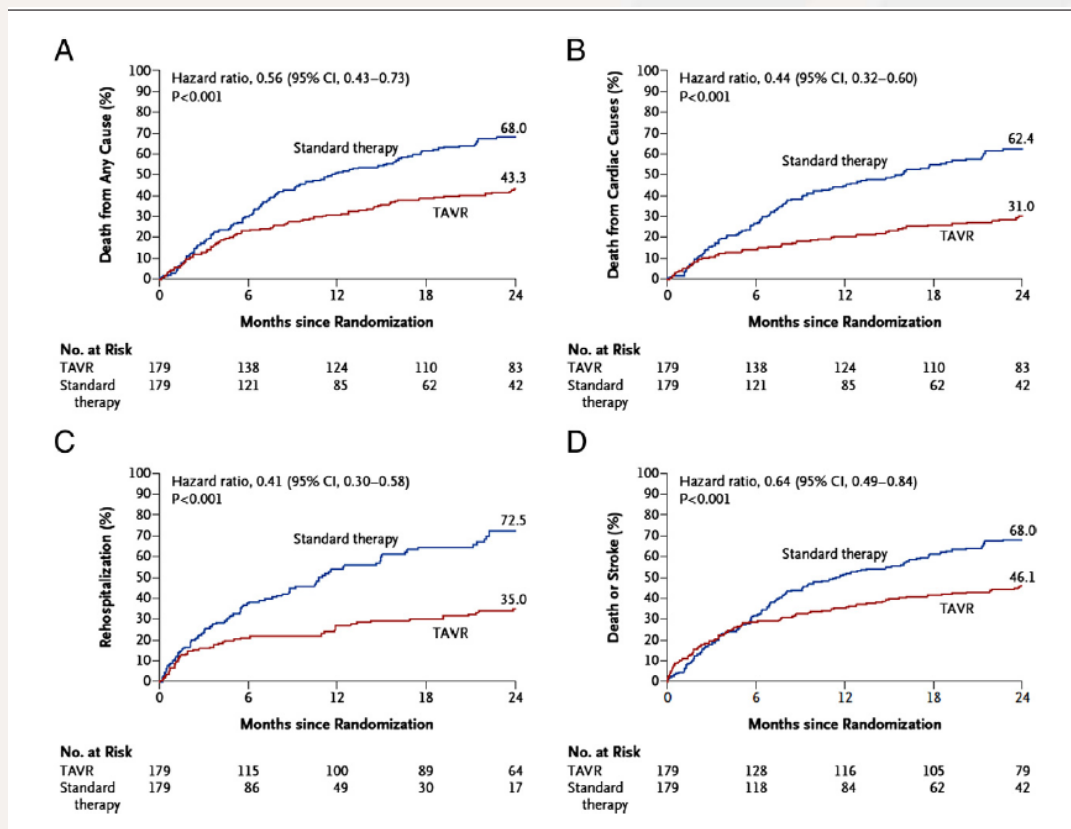 A
Hazard ratio, 0.56 (95% CI, 0.43–0.73)
P<0.001
Death from Any Cause (%)
100
90
80
70
60
50
40
30
20
10
0
Standard therapy
68.0
43.3
TAVR
0 6 12 18 24
Months since Randomization
No. at Risk
TAVR 179 138 124 110 83
Standard 179 121 85 62 42
therapy
B
Hazard ratio, 0.44 (95% CI, 0.32–0.60)
P<0.001
Death from Cardiac Causes (%)
100
90
80
70
60
50
40
30
20
10
0
Standard therapy
62.4
31.0
TAVR
0 6 12 18 24
Months since Randomization
No. at Risk
TAVR 179 138 124 110 83
Standard 179 121 85 62 42
therapy
C
Hazard ratio, 0.41 (95% CI, 0.30–0.58)
P<0.001
Rehospitalization (%)
100
90
80
70
60
50
40
30
20
10
0
Standard therapy
72.5
35.0
TAVR
0 6 12 18 24
Months since Randomization
No. at Risk
TAVR 179 115 100 89 64
Standard 179 86 49 30 17
therapy
D
Hazard ratio, 0.64 (95% CI, 0.49–0.84)
P<0.001
Death or Stroke (%)
100
90
80
70
60
50
40
30
20
10
0
Standard therapy
68.0
46.1
TAVR
0 6 12 18 24
Months since Randomization
No. at Risk
TAVR 179 128 116 105 79
Standard 179 118 84 62 42
therapy